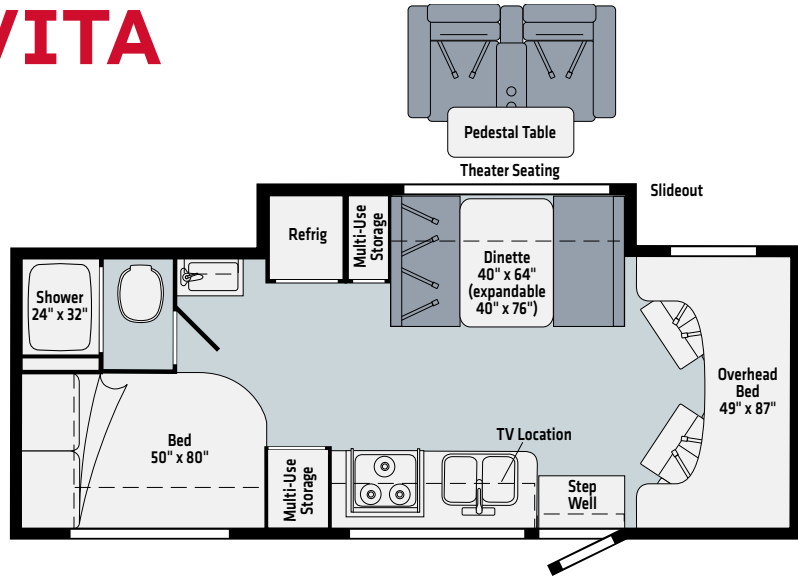 VITA
Pedestal Table
Theater Seating
Slideout
Refrig
Multi-Use
Storage
Dinette
40" x 64"
(expandable
40" x 76")
Shower
24" x 32"
Overhead
Bed
49" x 87"
Bed
50" x 80"
TV Location
Multi-Use
Storage
Step
Well